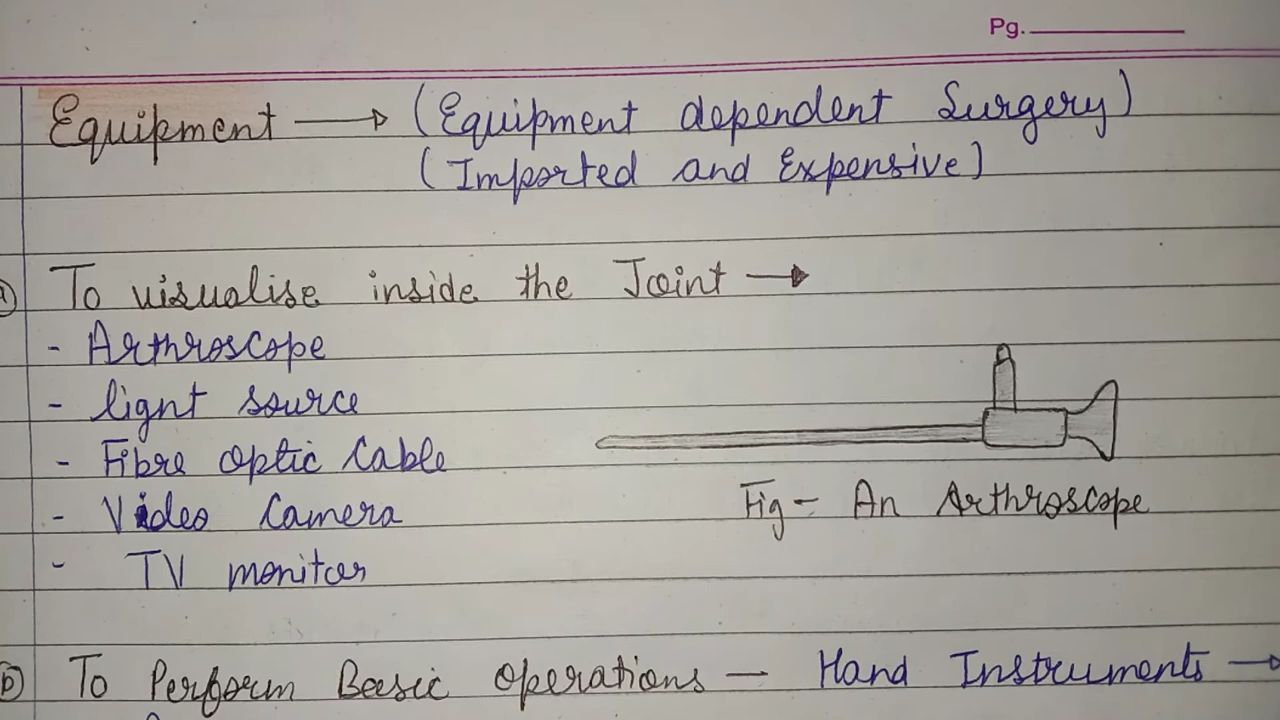 Pg.
Equipment → (Equipment dependent Surgery)
(Imported and Expensive)
To visualise inside the Joint →
- Arthroscope
- light source
- Fibre optic Cable
- Video Camera
- TV monitor
Fig - An Arthroscope
b) To Perform Basic Operations - Hand Instruments →